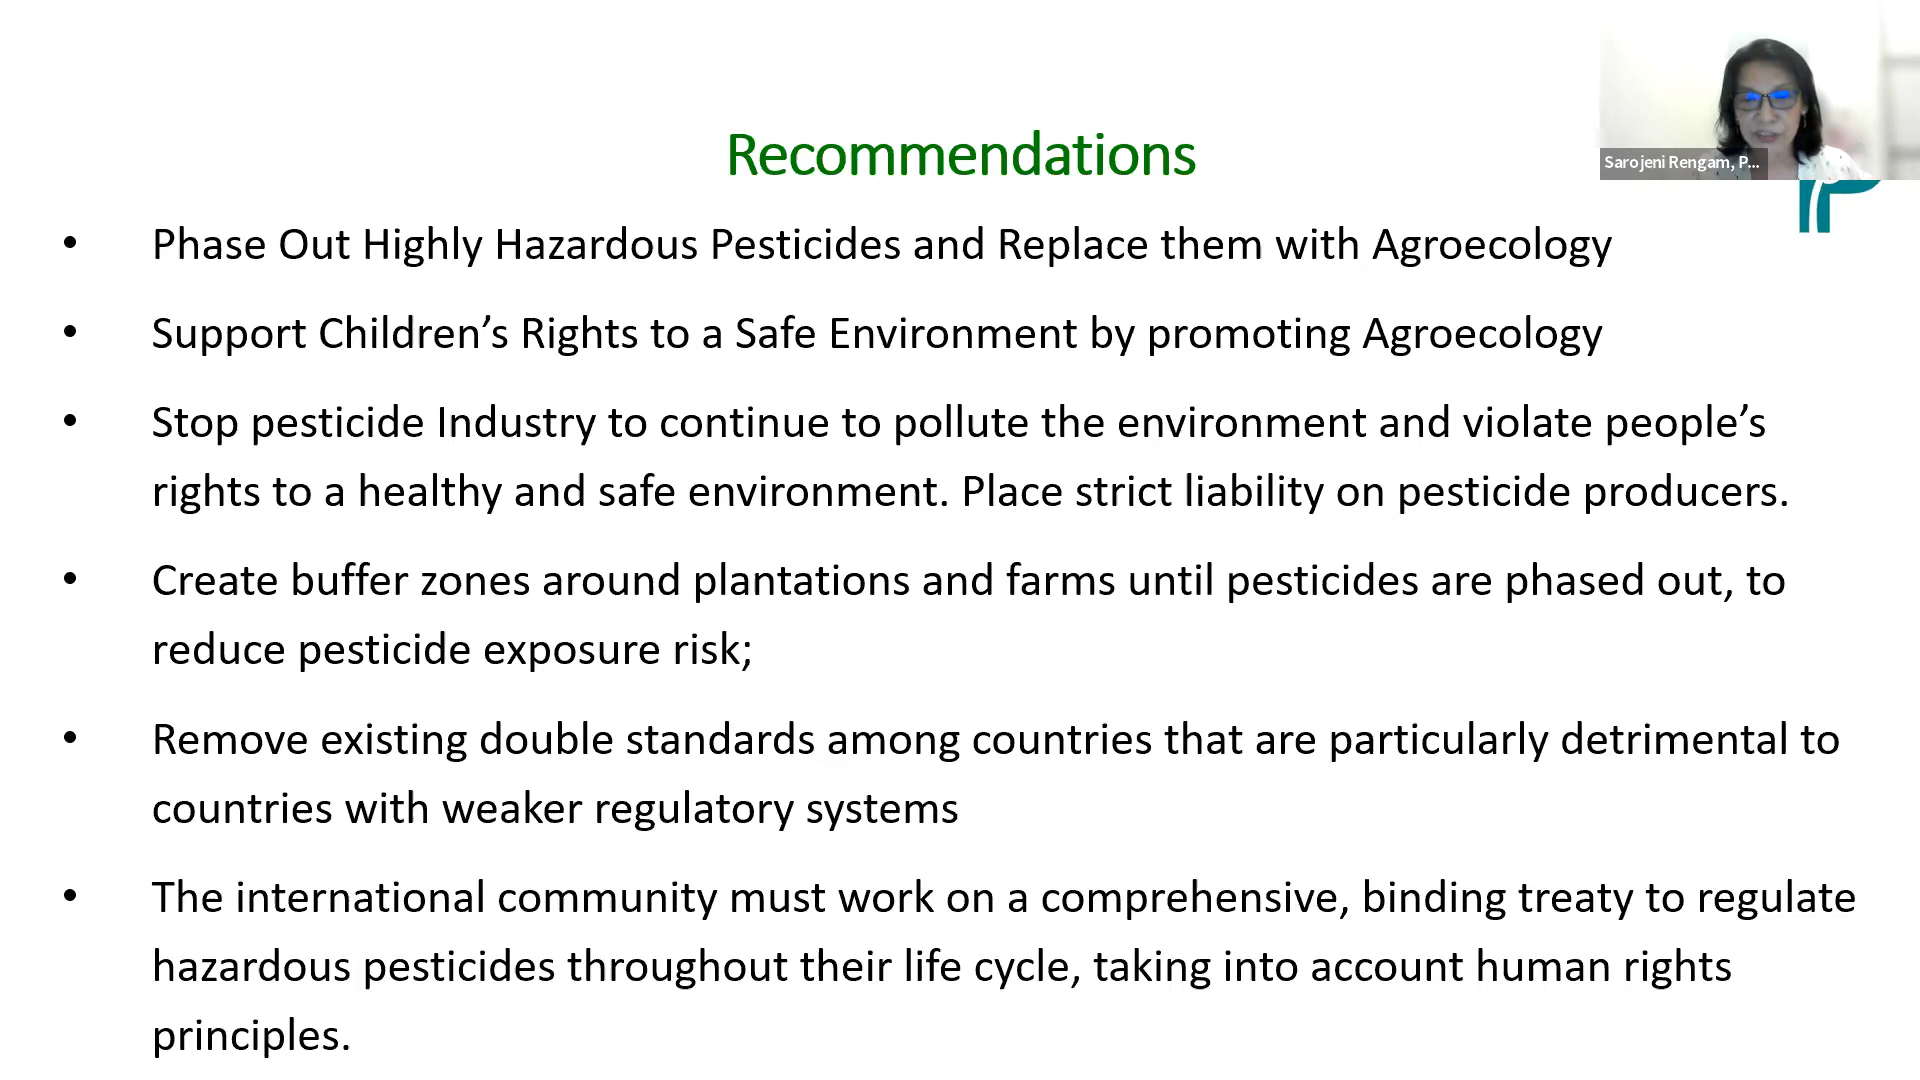 Recommendations
Sarojeni Rengam, P...
• Phase Out Highly Hazardous Pesticides and Replace them with Agroecology
• Support Children’s Rights to a Safe Environment by promoting Agroecology
• Stop pesticide Industry to continue to pollute the environment and violate people’s
rights to a healthy and safe environment. Place strict liability on pesticide producers.
• Create buffer zones around plantations and farms until pesticides are phased out, to
reduce pesticide exposure risk;
• Remove existing double standards among countries that are particularly detrimental to
countries with weaker regulatory systems
• The international community must work on a comprehensive, binding treaty to regulate
hazardous pesticides throughout their life cycle, taking into account human rights
principles.